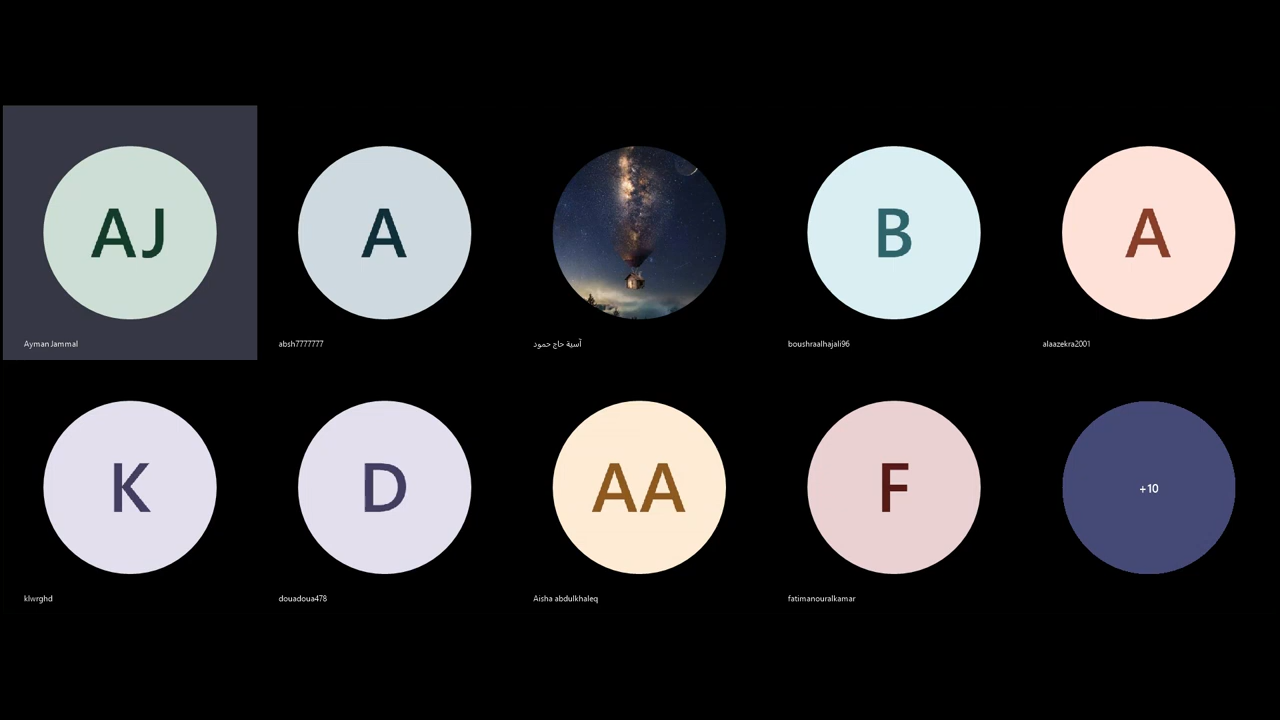 AJ
A
B
A
Ayman Jammal
absh7777777
آسية حاج حمود
boushraalhajali96
alaazekra2001
K
D
AA
F
+10
klwrghd
douadoua478
Aisha abdulkhaleq
fatimanouralkamar